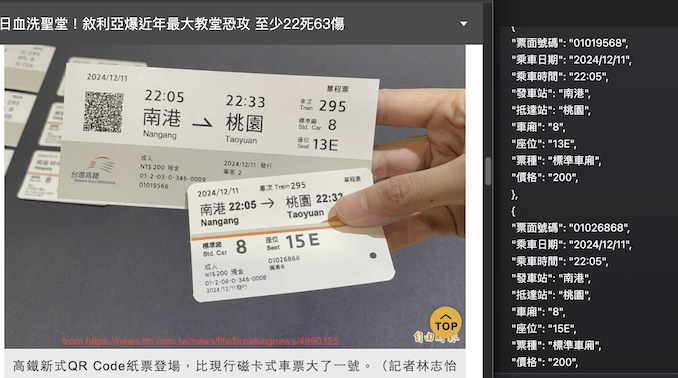 日血洗聖堂！敘利亞爆近年最大教堂恐攻 至少22死63傷
2024/12/11
單程票
22:05
22:33
南港
桃園
Nangang
Taoyuan
車次
Train
295
標準廂
Std. Car
8
座位
Seat
13E
台灣高鐵
TAIWAN HIGH SPEED RAIL
成人
NT$ 200 現金
01-2-03-0-346-0009
01019568
2024/12/11 發行
乘客 2
2024/12/11
車次 Train 295
單程票
南港 22:05 → 桃園 22:33
Nangang
Taoyuan
標準廂
Std. Car
8
座位
Seat
15E
成人
NT$ 200 現金
01-2-04-0-346-0008
2024/12/11發行
TOP
自由時報
from https://news.ltn.com.tw/news/life/breakingnews/4890325
高鐵新式QR Code紙票登場，比現行磁卡式車票大了一號。（記者林志怡
{
"票面號碼": "01019568",
"乘車日期": "2024/12/11",
"乘車時間": "22:05",
"發車站": "南港",
"抵達站": "桃園",
"車廂": "8",
"座位": "13E",
"票種": "標準車廂",
"價格": "200",
},
{
"票面號碼": "01026868",
"乘車日期": "2024/12/11",
"乘車時間": "22:05",
"發車站": "南港",
"抵達站": "桃園",
"車廂": "8",
"座位": "15E",
"票種": "標準車廂",
"價格": "200",